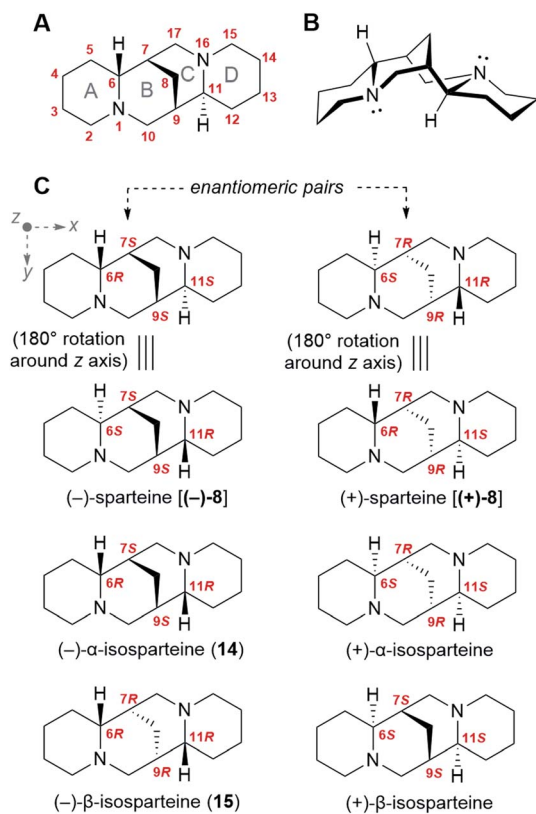 A
B
H
5
7
17
16
15
N
14
4
A
6
B
8
C
D
3
N
1
11
13
2
10
9
H
12
H
N
N
H
C
enantiomeric pairs
z
x
y
H
7S
N
6R
11S
N
9S
H
H
7R
N
6S
11R
N
9R
H
(180° rotation
around z axis)
(180° rotation
around z axis)
H
7S
N
6S
11R
N
9S
H
H
7R
N
6R
11S
N
9R
H
(–)-sparteine [(–)-8]
(+)-sparteine [(+)-8]
H
7S
N
6R
11R
N
9S
H
H
7R
N
6S
11S
N
9R
H
(–)-α-isosparteine (14)
(+)-α-isosparteine
H
7R
N
6R
11R
N
9R
H
H
7S
N
6S
11S
N
9S
H
(–)-β-isosparteine (15)
(+)-β-isosparteine